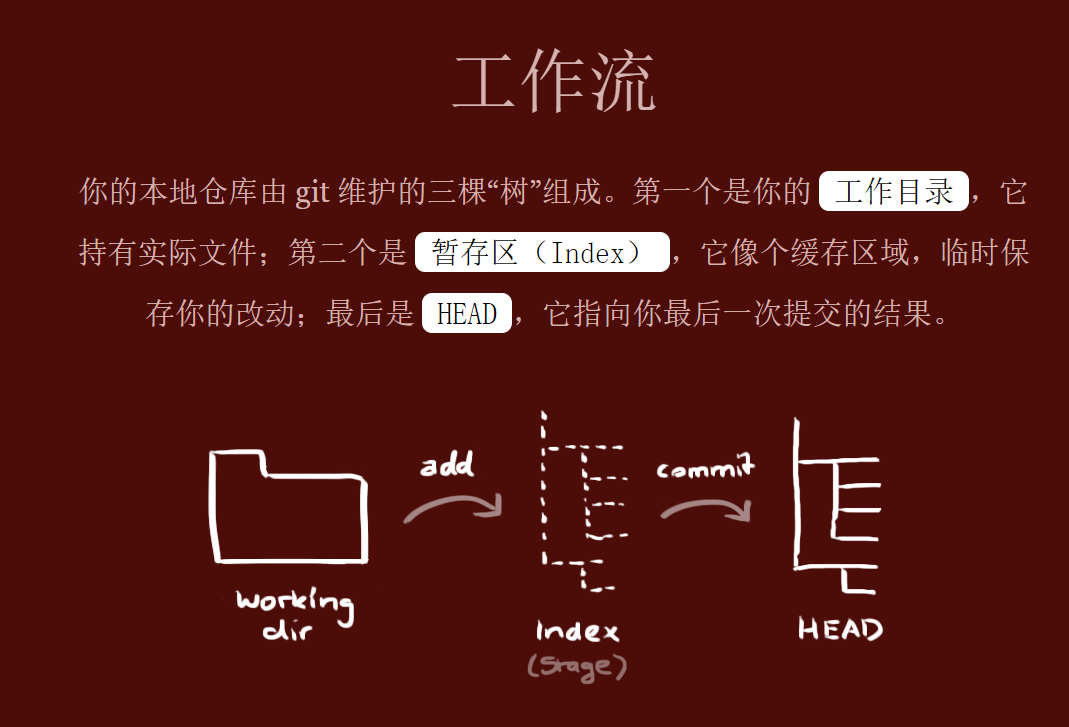 工作流
你的本地仓库由 git 维护的三棵“树”组成。第一个是你的 工作目录，它
持有实际文件；第二个是 暂存区（Index），它像个缓存区域，临时保
存你的改动；最后是 HEAD，它指向你最后一次提交的结果。
add
commit
working
dir
Index
(Stage)
HEAD